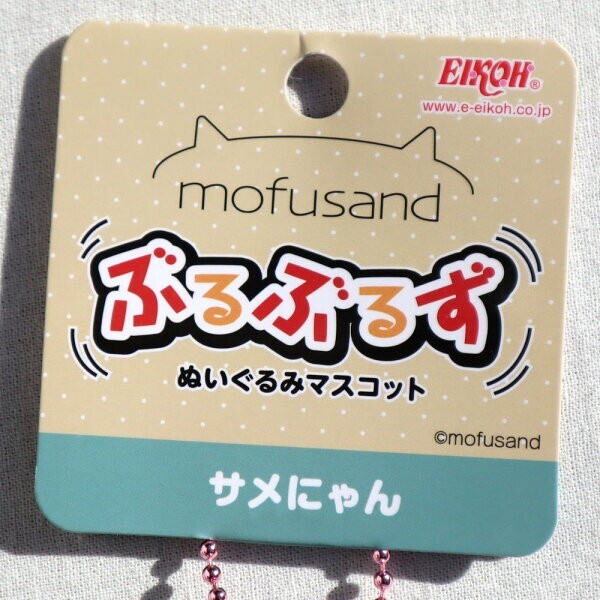 EIKOH®
www.e-eikoh.co.jp
mofusand
ぶるぶるず
ぬいぐるみマスコット
©mofusand
サメにゃん